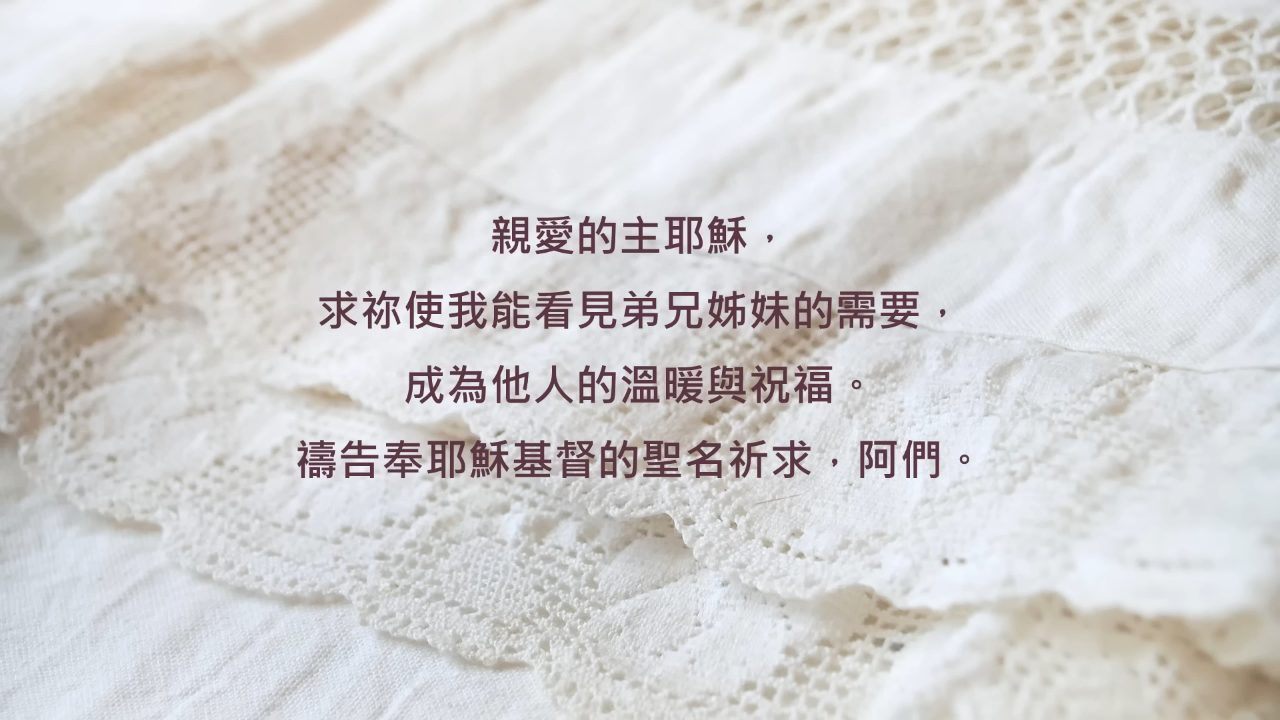 親愛的主耶穌，
求祢使我能看見弟兄姊妹的需要，
成為他人的溫暖與祝福。
禱告奉耶穌基督的聖名祈求，阿們。